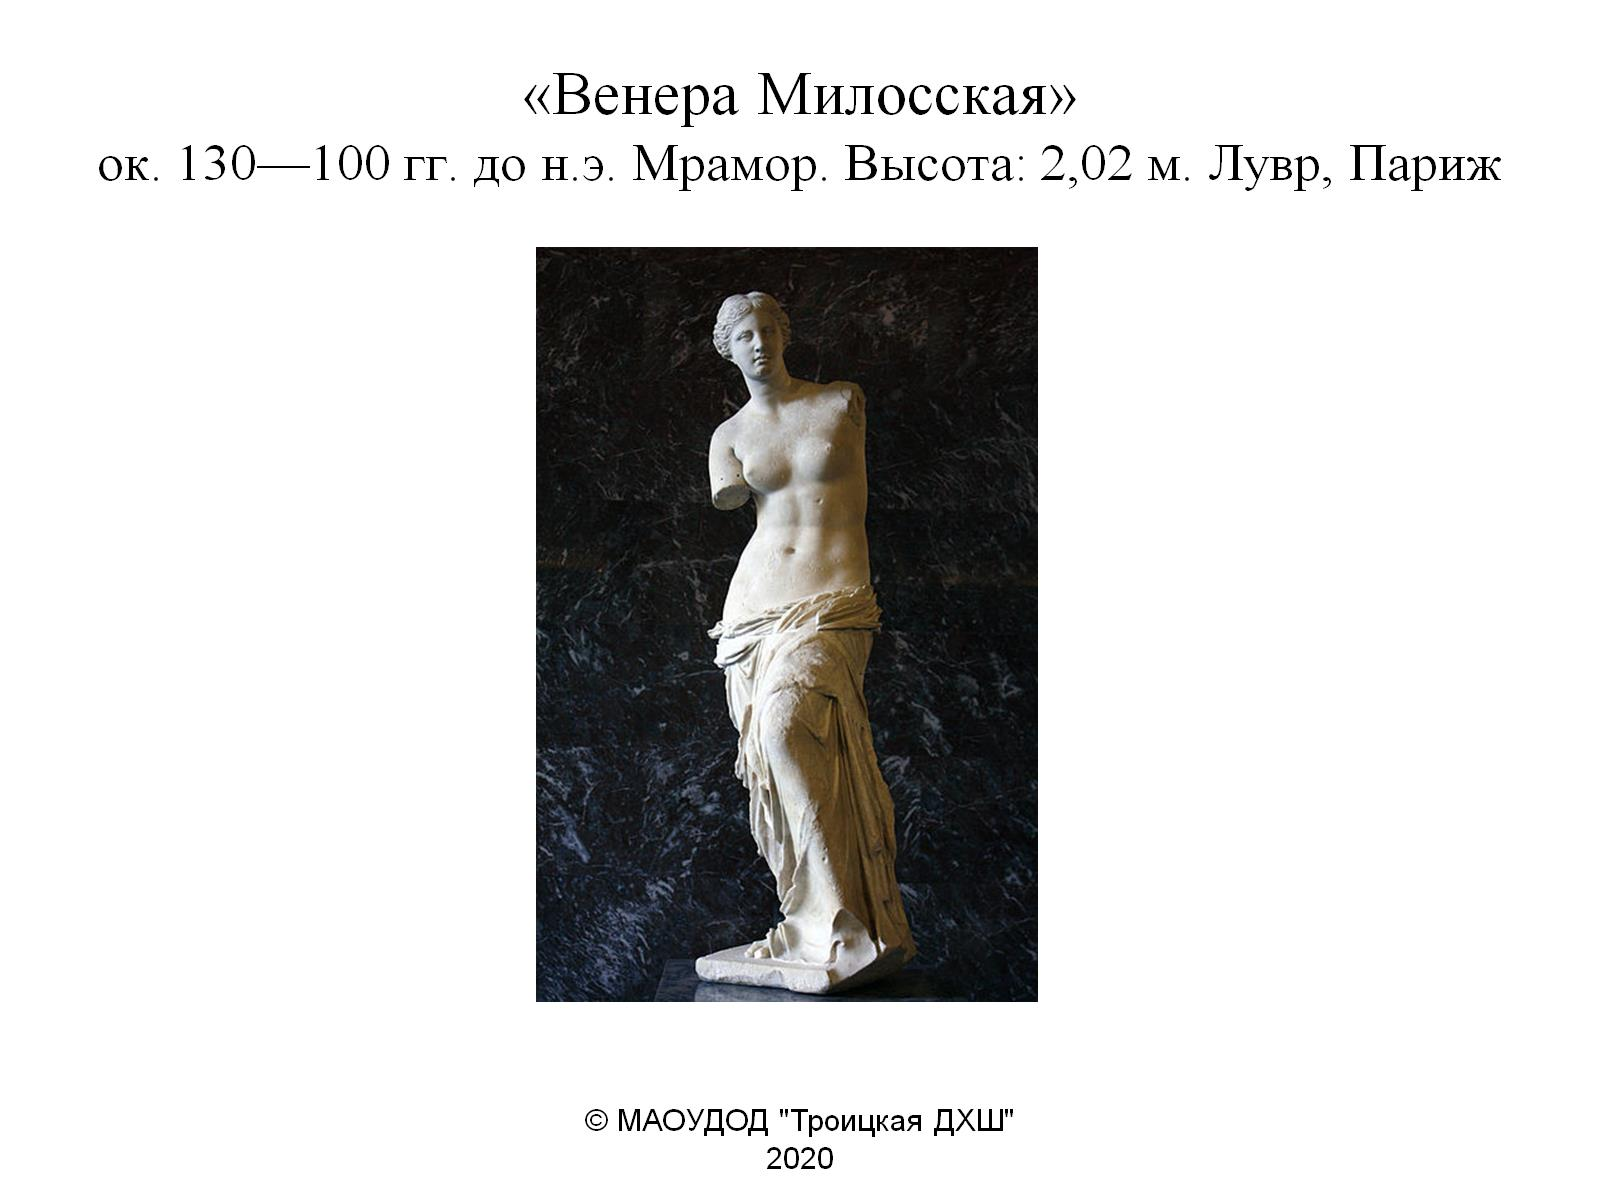 «Венера Милосская»
ок. 130—100 гг. до н.э. Мрамор. Высота: 2,02 м. Лувр, Париж
© МАОУДОД "Троицкая ДХШ"
2020